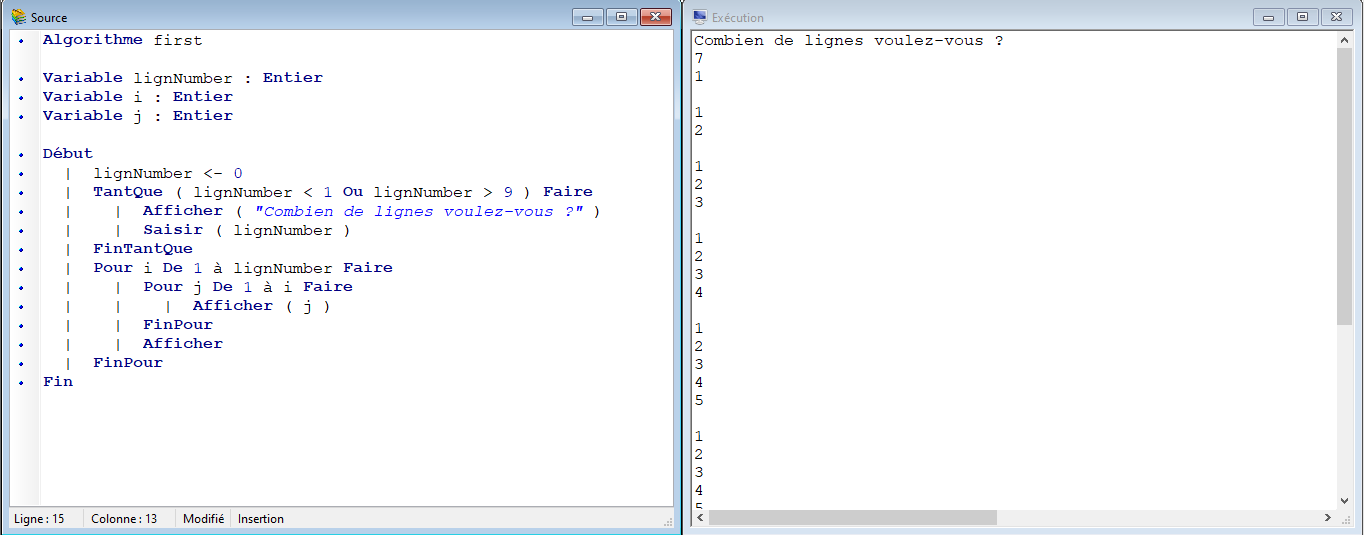 Source
Algorithme first
Variable lignNumber : Entier
Variable i : Entier
Variable j : Entier
Début
lignNumber <- 0
TantQue ( lignNumber < 1 Ou lignNumber > 9 ) Faire
Afficher ( "Combien de lignes voulez-vous ?" )
Saisir ( lignNumber )
FinTantQue
Pour i De 1 à lignNumber Faire
Pour j De 1 à i Faire
Afficher ( j )
FinPour
Afficher
FinPour
Fin
Ligne : 15 Colonne : 13 Modifié Insertion
Exécution
Combien de lignes voulez-vous ?
7
1
1
2
1
2
3
1
2
3
4
1
2
3
4
5
1
2
3
4
5